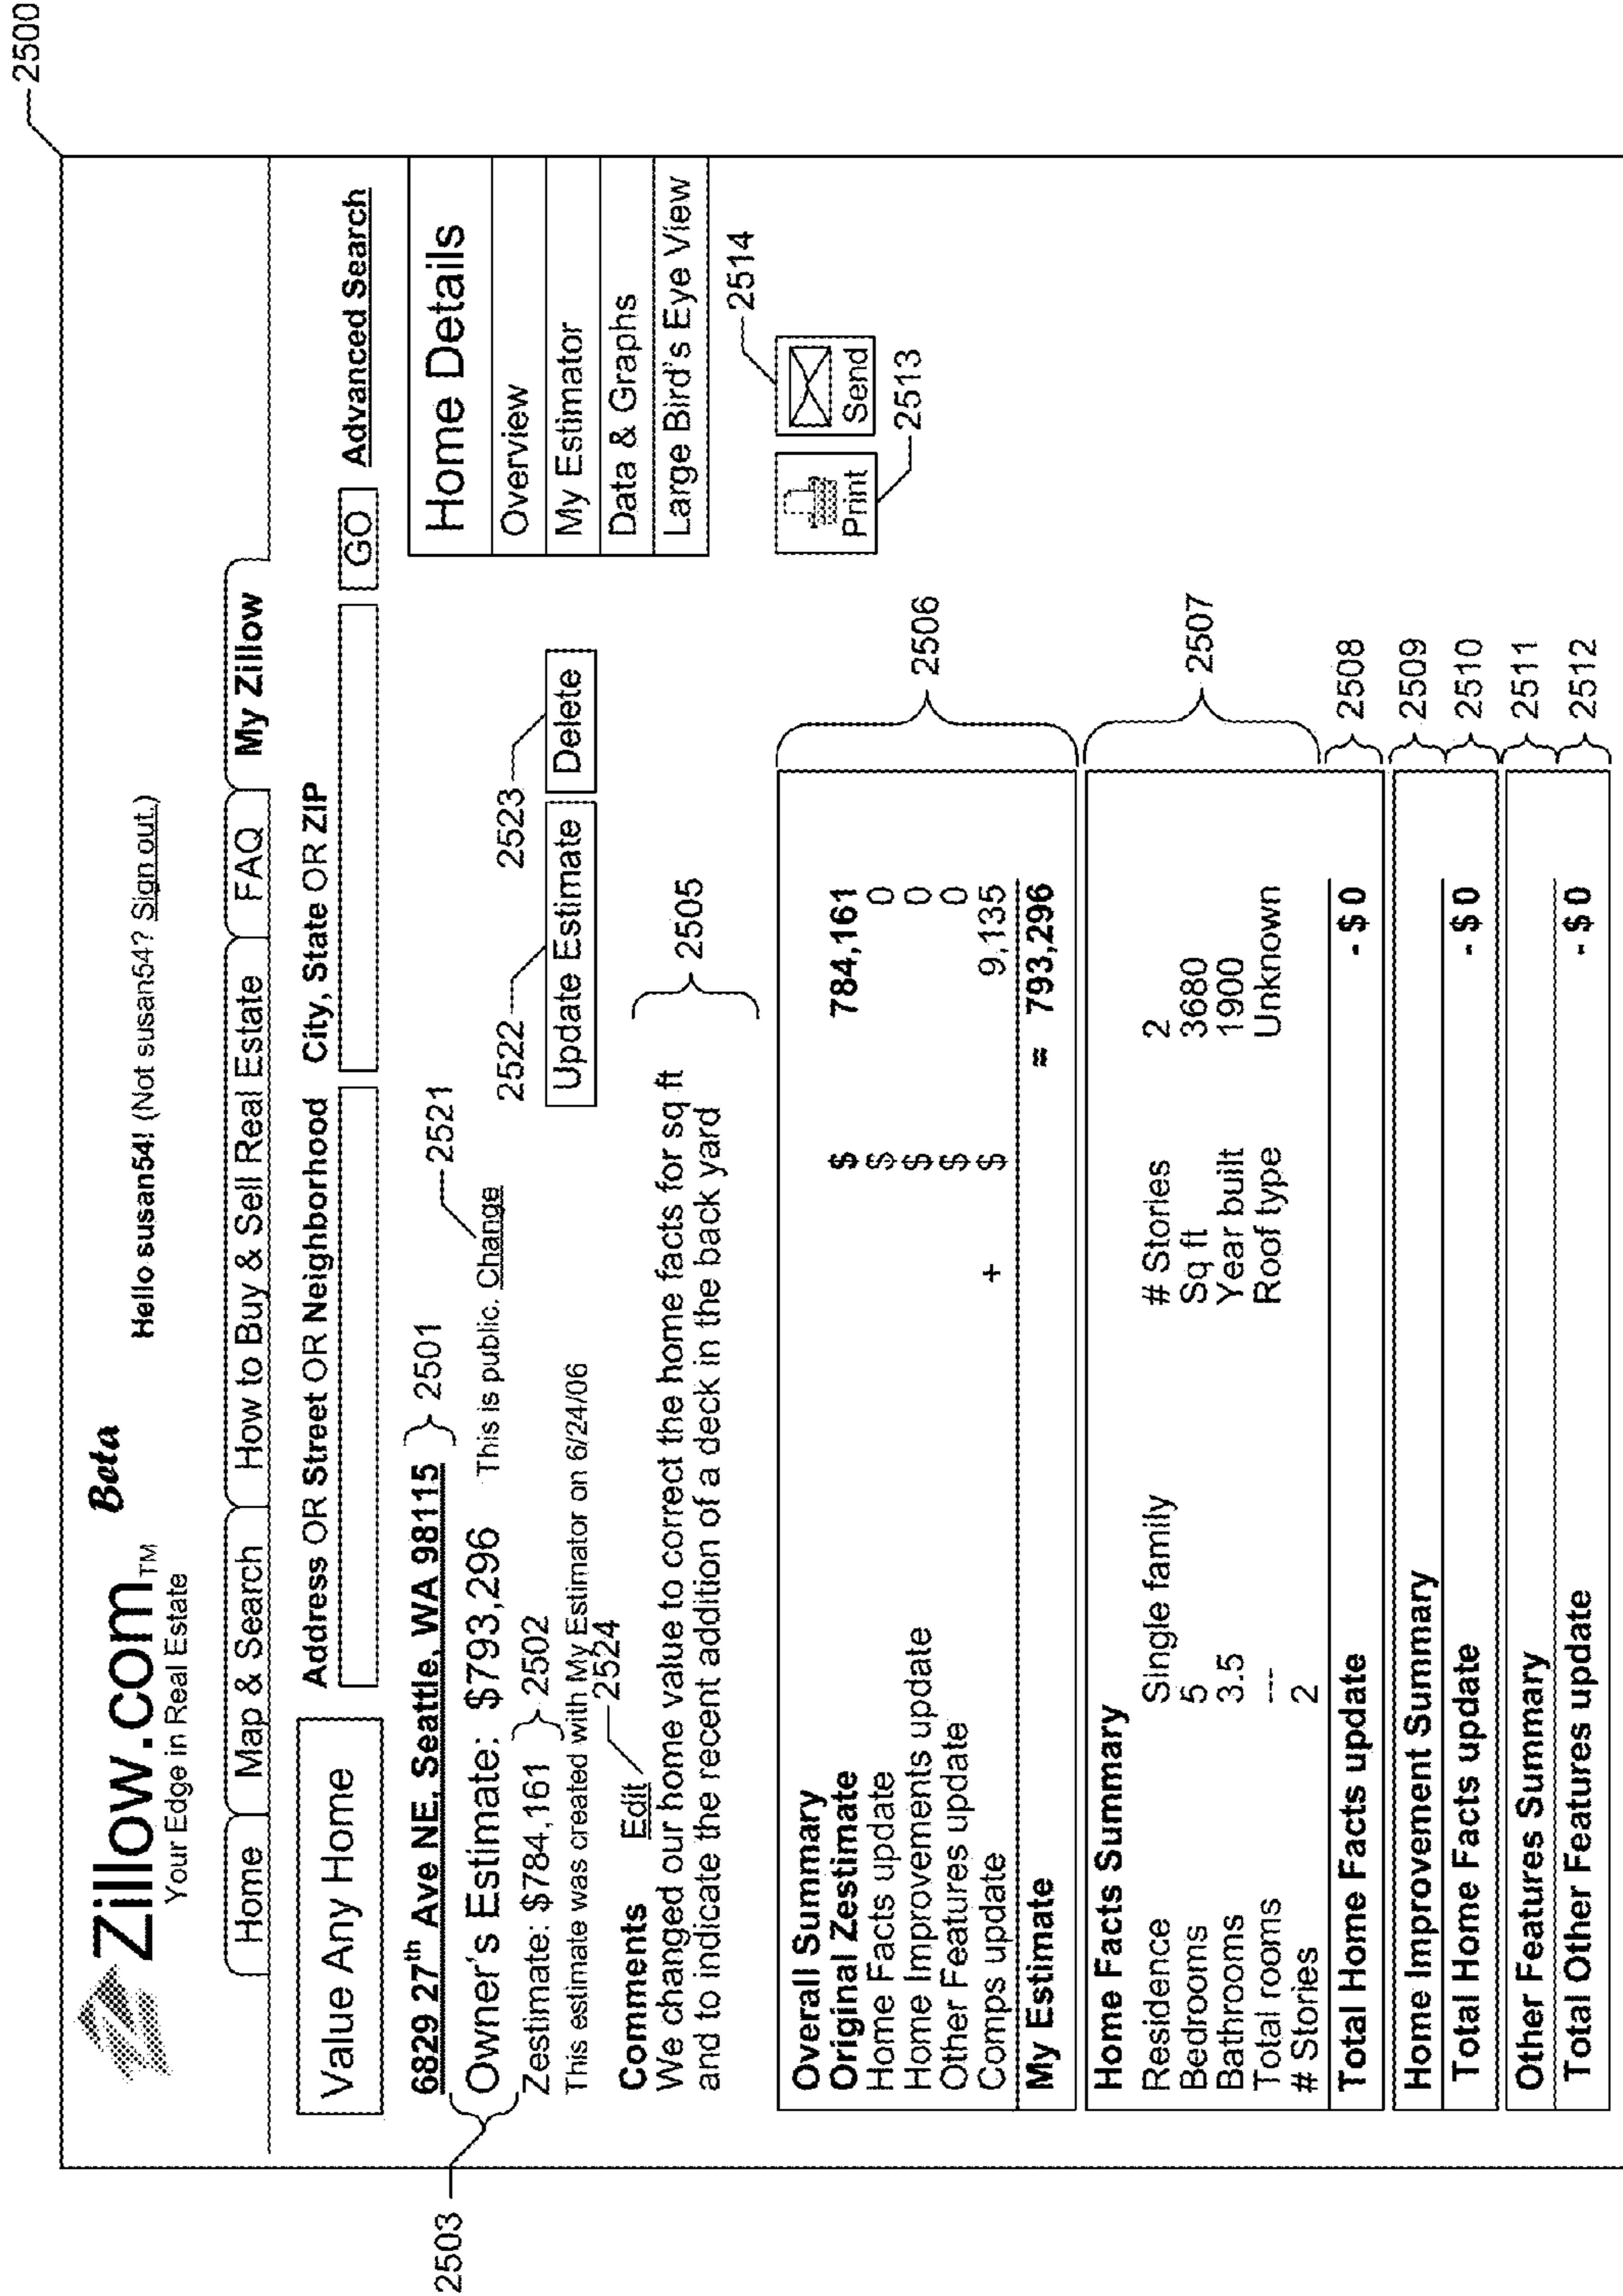 2500
Zillow.com TM Beta
Your Edge in Real Estate
Hello susan54! (Not susan54? Sign out.)
Home Map & Search How to Buy & Sell Real Estate FAQ My Zillow
Value Any Home
Address OR Street OR Neighborhood City, State OR ZIP
GO Advanced Search
6829 27th Ave NE, Seattle, WA 98115 2501
2503
Owner's Estimate: $793,296 This is public. Change 2521
Zestimate: $784,161 2502
This estimate was created with My Estimator on 6/24/06
2522 2523
Update Estimate Delete
Home Details
Overview
My Estimator
Data & Graphs
Large Bird's Eye View
Comments Edit 2524
We changed our home value to correct the home facts for sq ft
and to indicate the recent addition of a deck in the back yard
2505
2514
Print Send
2513
Overall Summary
Original Zestimate $ 784,161
Home Facts update $ 0
Home Improvements update $ 0
Other Features update $ 0
Comps update + $ 9,135
My Estimate = 793,296
2506
Home Facts Summary
Residence Single family # Stories 2
Bedrooms 5 Sq ft 3680
Bathrooms 3.5 Year built 1900
Total rooms --- Roof type Unknown
# Stories 2
2507
Total Home Facts update - $ 0 2508
Home Improvement Summary 2509
Total Home Facts update - $ 0 2510
Other Features Summary 2511
Total Other Features update - $ 0 2512